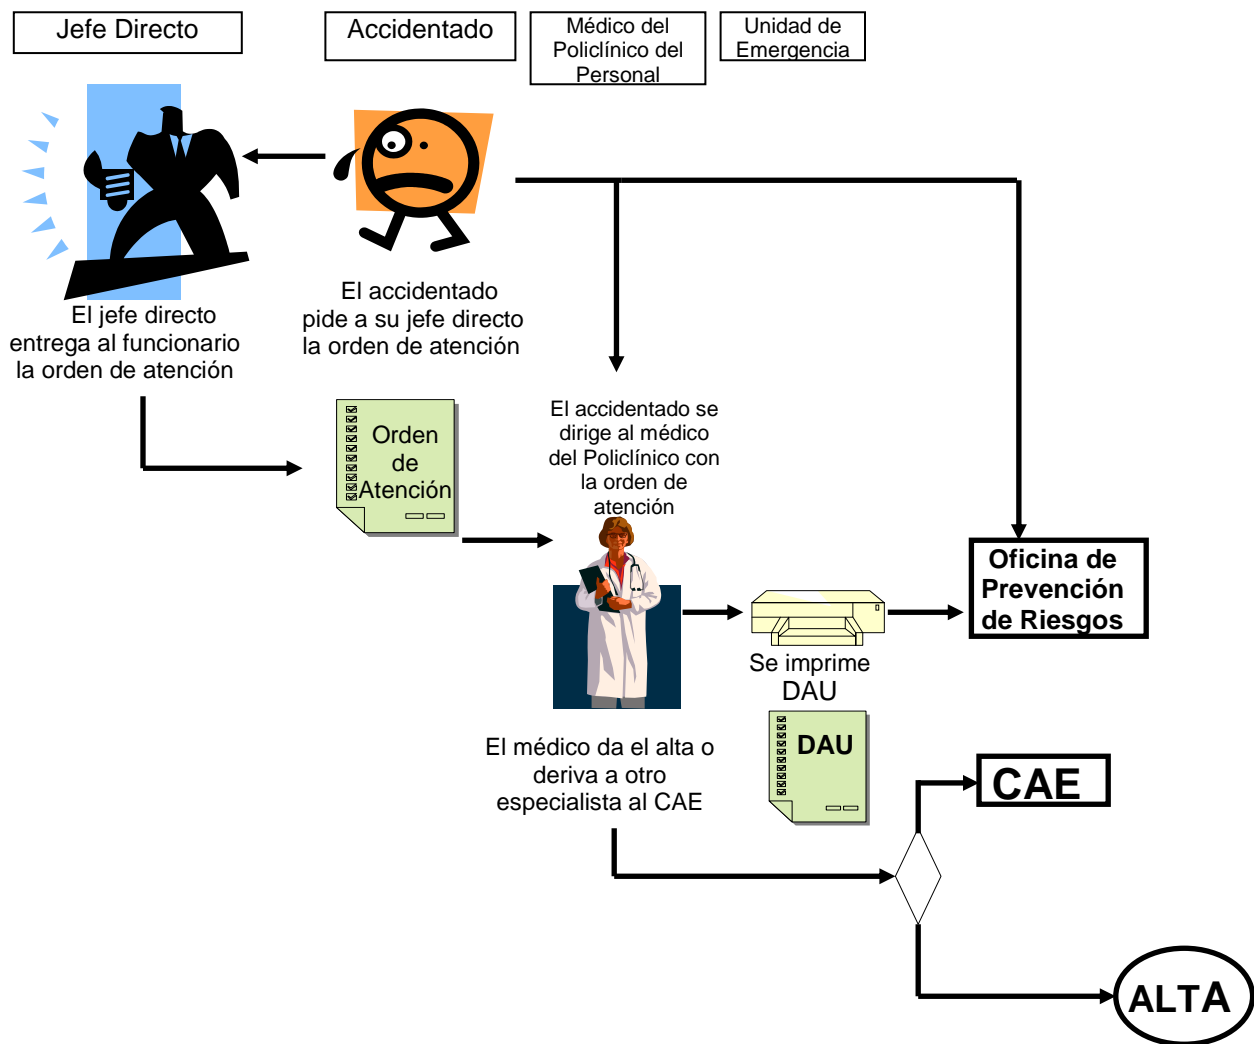 Jefe Directo
Accidentado
Médico del
Policlínico del
Personal
Unidad de
Emergencia
El jefe directo
entrega al funcionario
la orden de atención
El accidentado
pide a su jefe directo
la orden de atención
Orden
de
Atención
El accidentado se
dirige al médico
del Policlínico con
la orden de
atención
Oficina de
Prevención
de Riesgos
Se imprime
DAU
DAU
El médico da el alta o
deriva a otro
especialista al CAE
CAE
ALTA